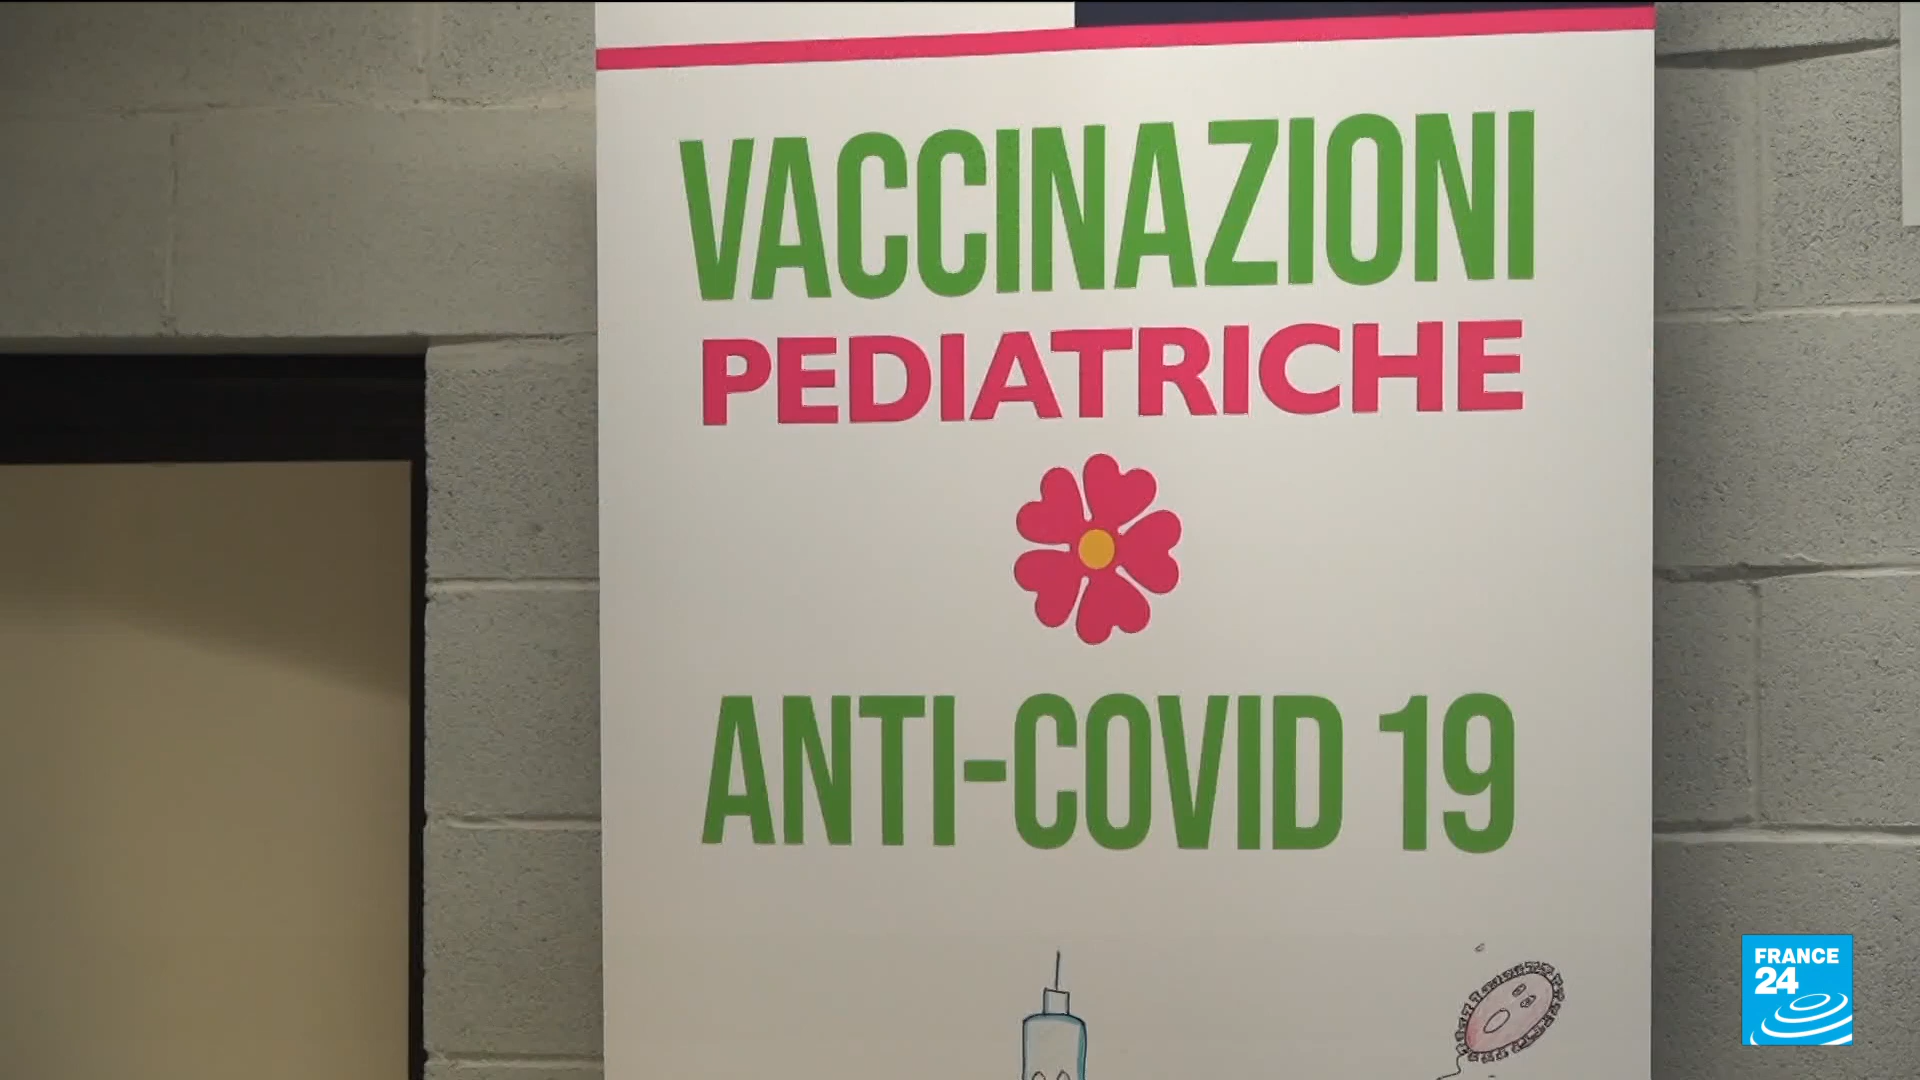 VACCINAZIONI
PEDIATRICHE
ANTI-COVID 19
FRANCE
24